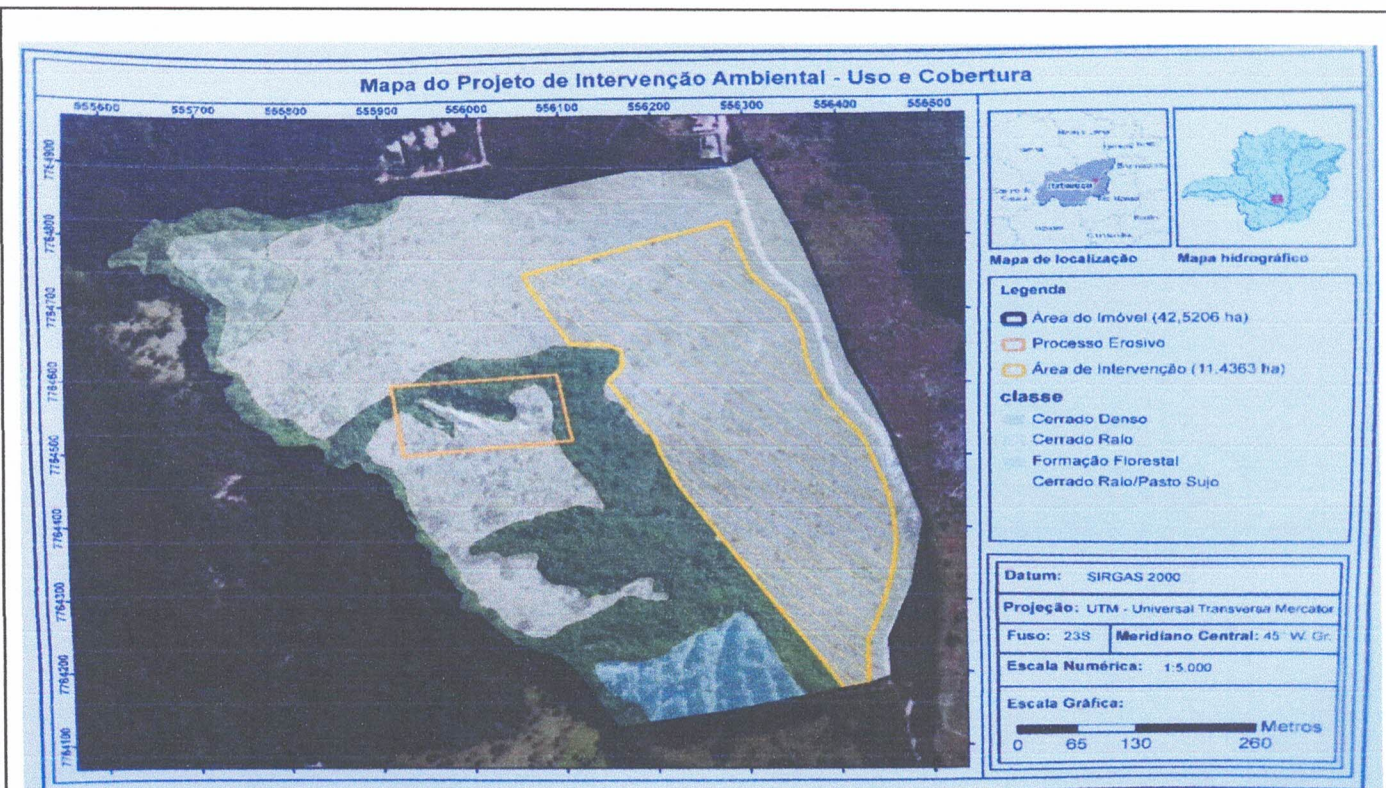 Mapa do Projeto de Intervenção Ambiental - Uso e Cobertura
555600 555700 555800 555900 556000 556100 556200 556300 556400 556500
7764900
7764800
7764700
7764600
7764500
7764400
7764300
7764200
7764100
Itatiaiuçu
Mapa de localização Mapa hidrográfico
Legenda
Área do Imóvel (42,5206 ha)
Processo Erosivo
Área de Intervenção (11,4363 ha)
classe
Cerrado Denso
Cerrado Ralo
Formação Florestal
Cerrado Ralo/Pasto Sujo
Datum: SIRGAS 2000
Projeção: UTM - Universal Transversa Mercator
Fuso: 23S Meridiano Central: 45° W. Gr.
Escala Numérica: 1:5.000
Escala Gráfica:
Metros
0 65 130 260